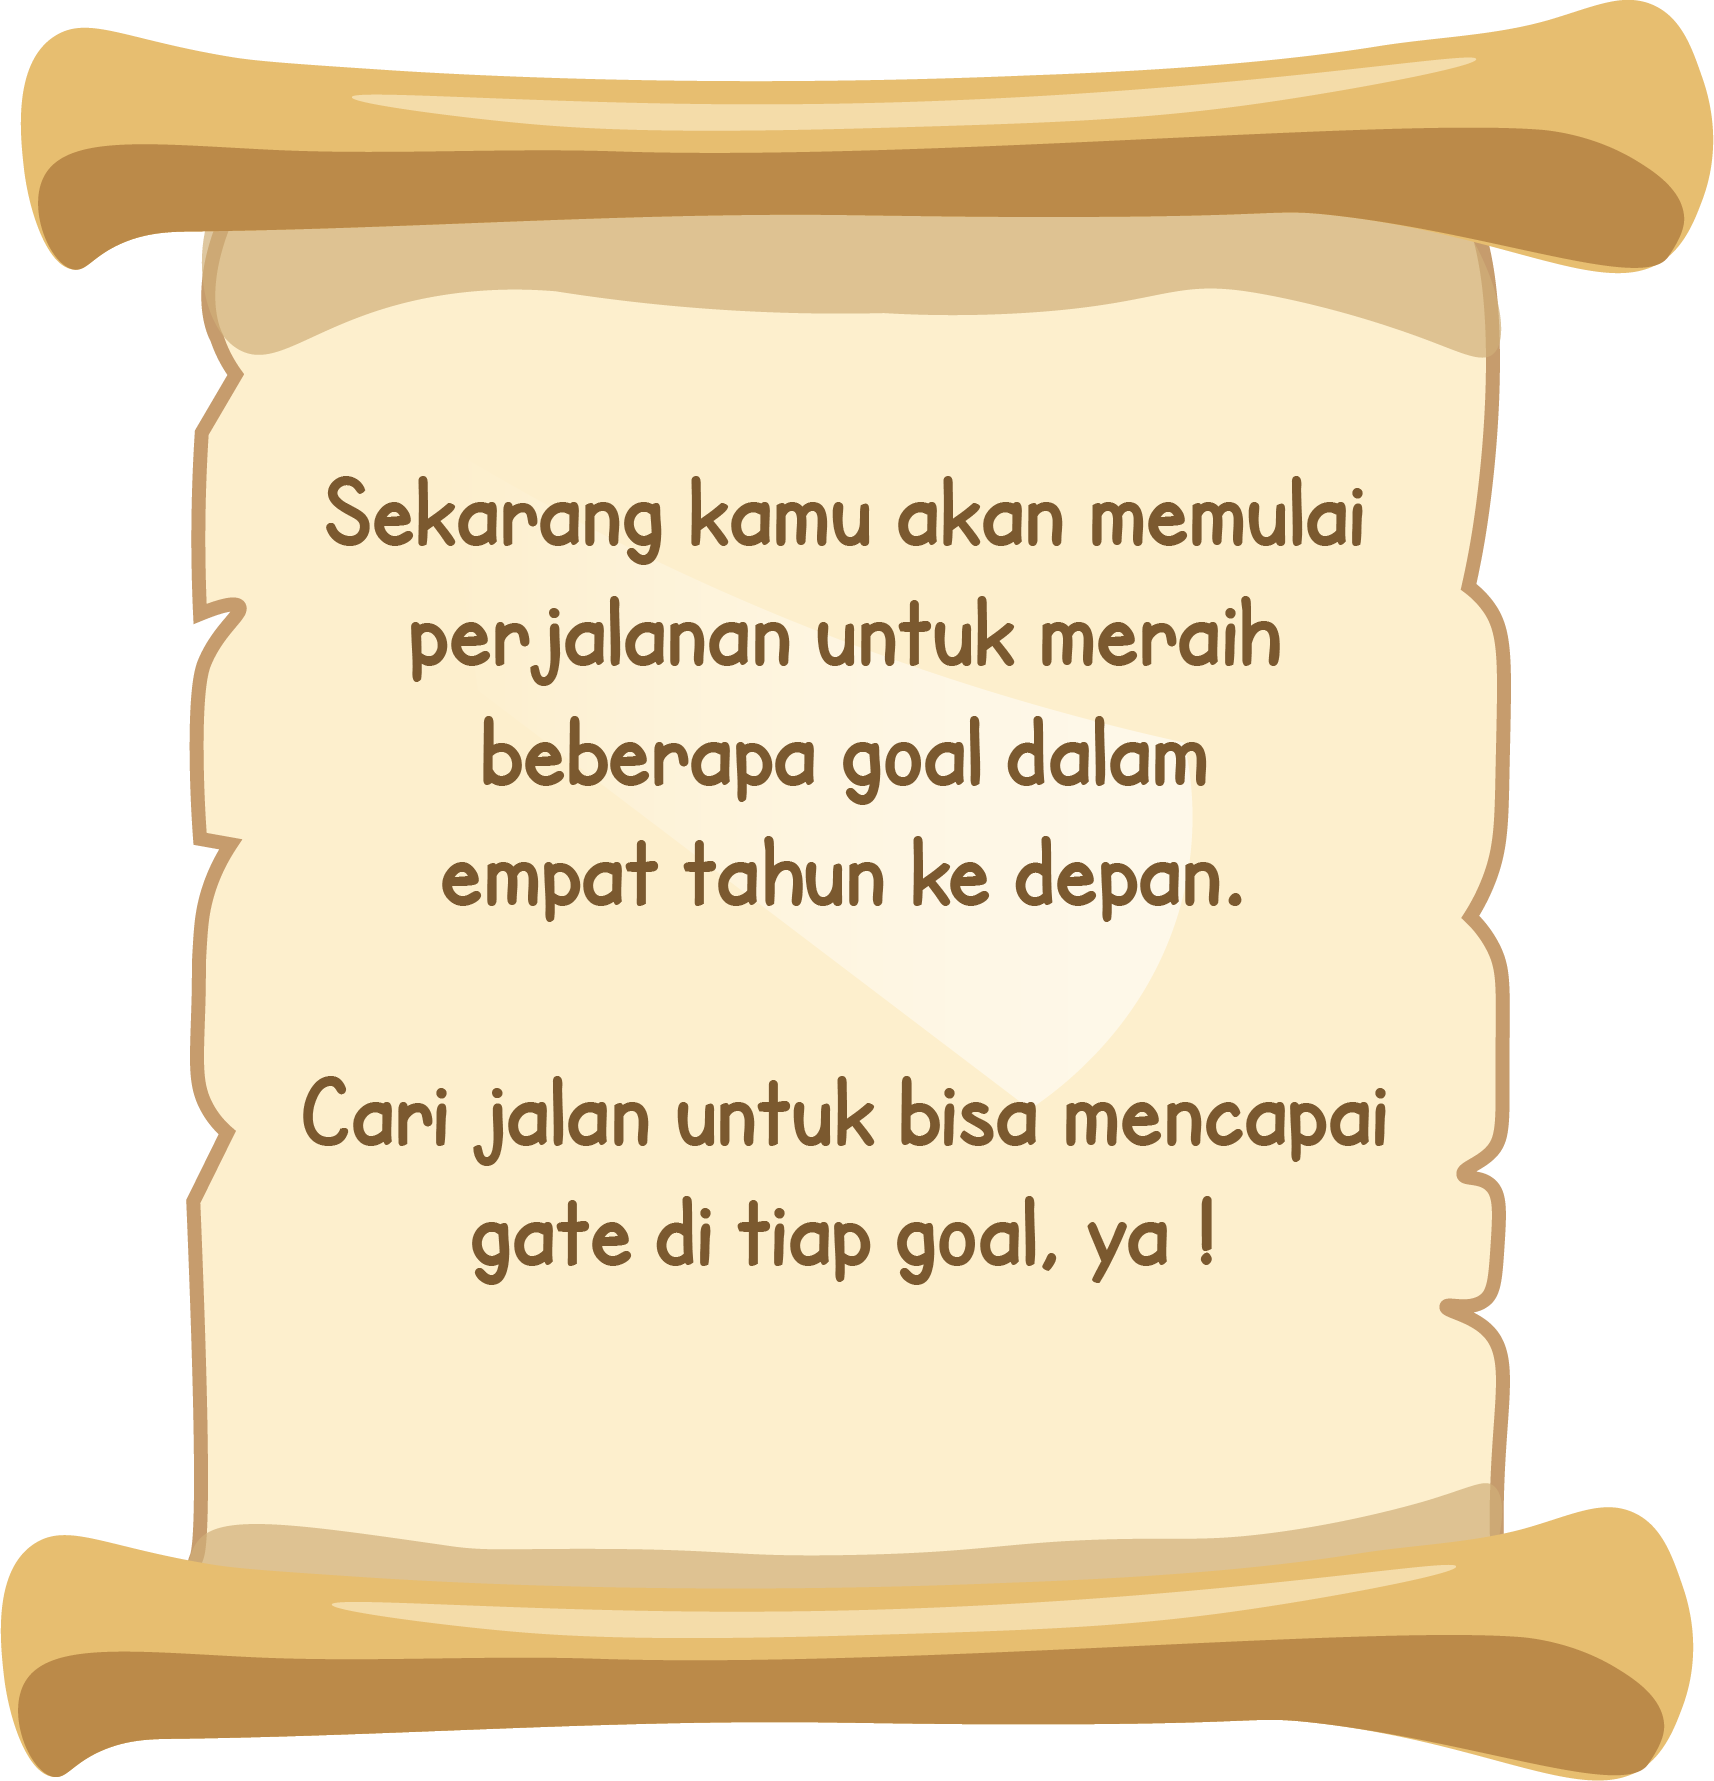 Sekarang kamu akan memulai
perjalanan untuk meraih
beberapa goal dalam
empat tahun ke depan.
Cari jalan untuk bisa mencapai
gate di tiap goal, ya !